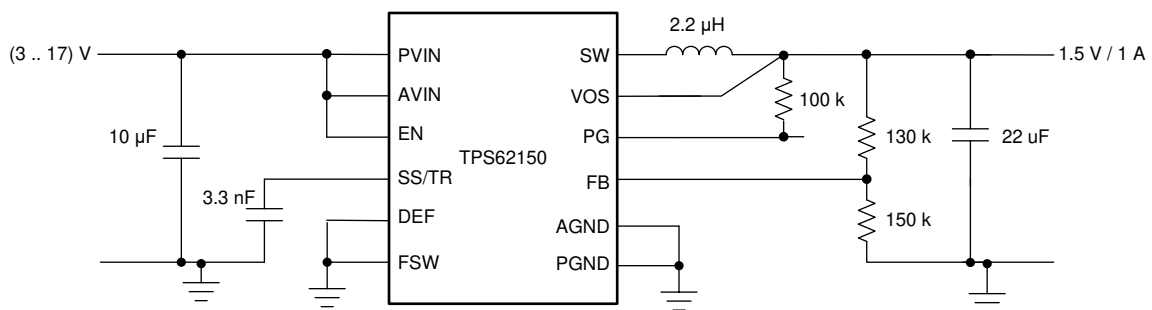 2.2 µH
(3 .. 17) V
PVIN
SW
1.5 V / 1 A
AVIN
VOS
100 k
10 µF
EN
PG
130 k
22 uF
TPS62150
3.3 nF
SS/TR
FB
DEF
AGND
150 k
FSW
PGND